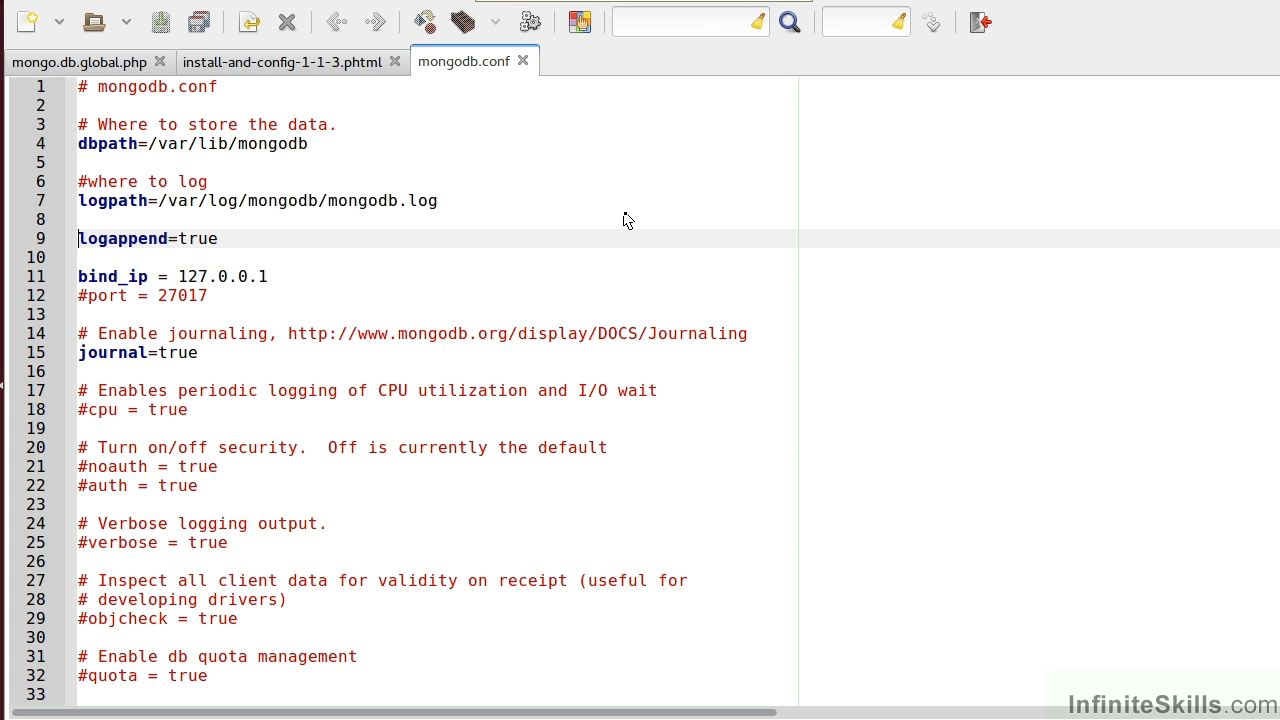 mongo.db.global.php
install-and-config-1-1-3.phtml
mongodb.conf
1 # mongodb.conf
2
3 # Where to store the data.
4 dbpath=/var/lib/mongodb
5
6 #where to log
7 logpath=/var/log/mongodb/mongodb.log
8
9 logappend=true
10
11 bind_ip = 127.0.0.1
12 #port = 27017
13
14 # Enable journaling, http://www.mongodb.org/display/DOCS/Journaling
15 journal=true
16
17 # Enables periodic logging of CPU utilization and I/O wait
18 #cpu = true
19
20 # Turn on/off security.  Off is currently the default
21 #noauth = true
22 #auth = true
23
24 # Verbose logging output.
25 #verbose = true
26
27 # Inspect all client data for validity on receipt (useful for
28 # developing drivers)
29 #objcheck = true
30
31 # Enable db quota management
32 #quota = true
33
InfiniteSkills.com